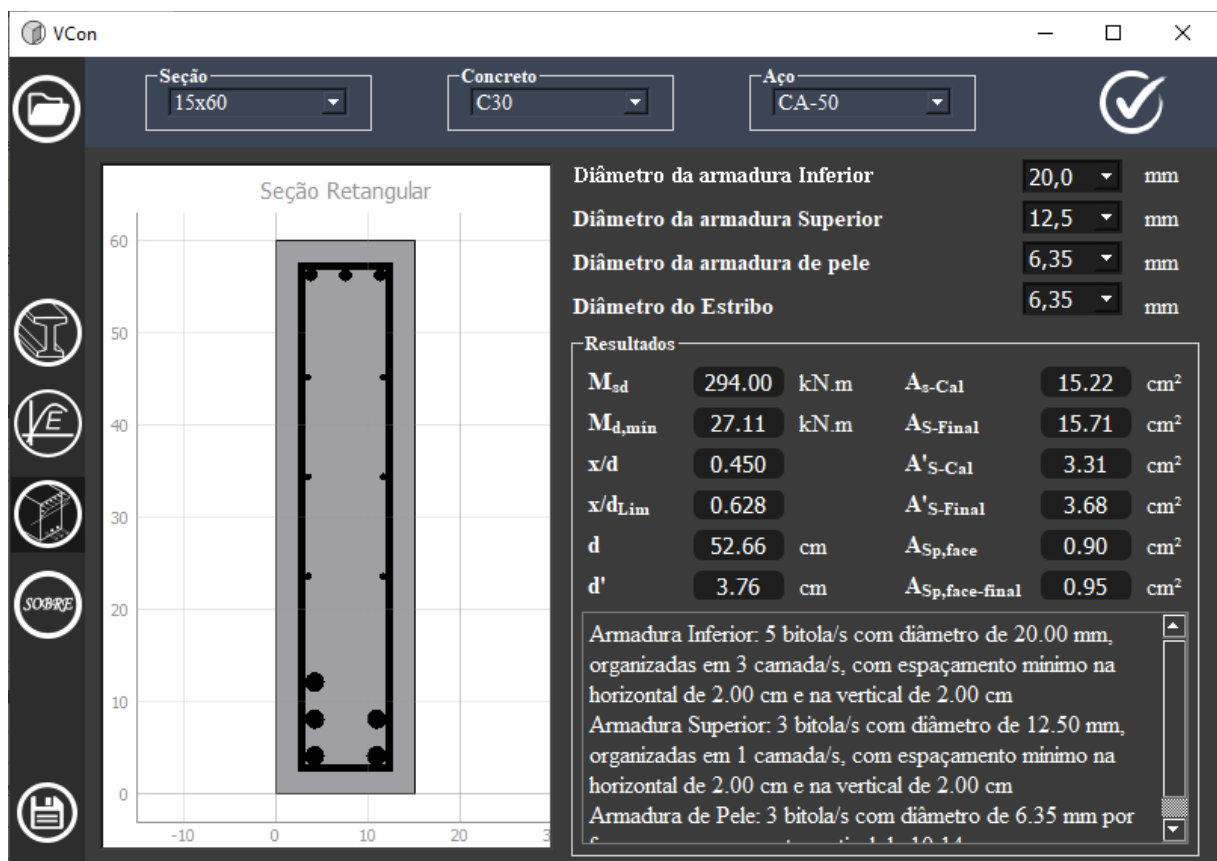 VCon
Seção
15x60
Concreto
C30
Aço
CA-50
Seção Retangular
60
50
40
30
20
10
0
-10
0
10
20
3
SOBRE
Diâmetro da armadura Inferior 20,0 mm
Diâmetro da armadura Superior 12,5 mm
Diâmetro da armadura de pele 6,35 mm
Diâmetro do Estribo 6,35 mm
Resultados
Msd 294.00 kN.m As-Cal 15.22 cm²
Md,mín 27.11 kN.m AS-Final 15.71 cm²
x/d 0.450 A'S-Cal 3.31 cm²
x/dLim 0.628 A'S-Final 3.68 cm²
d 52.66 cm ASp,face 0.90 cm²
d' 3.76 cm ASp,face-final 0.95 cm²
Armadura Inferior: 5 bitola/s com diâmetro de 20.00 mm,
organizadas em 3 camada/s, com espaçamento mínimo na
horizontal de 2.00 cm e na vertical de 2.00 cm
Armadura Superior: 3 bitola/s com diâmetro de 12.50 mm,
organizadas em 1 camada/s, com espaçamento mínimo na
horizontal de 2.00 cm e na vertical de 2.00 cm
Armadura de Pele: 3 bitola/s com diâmetro de 6.35 mm por